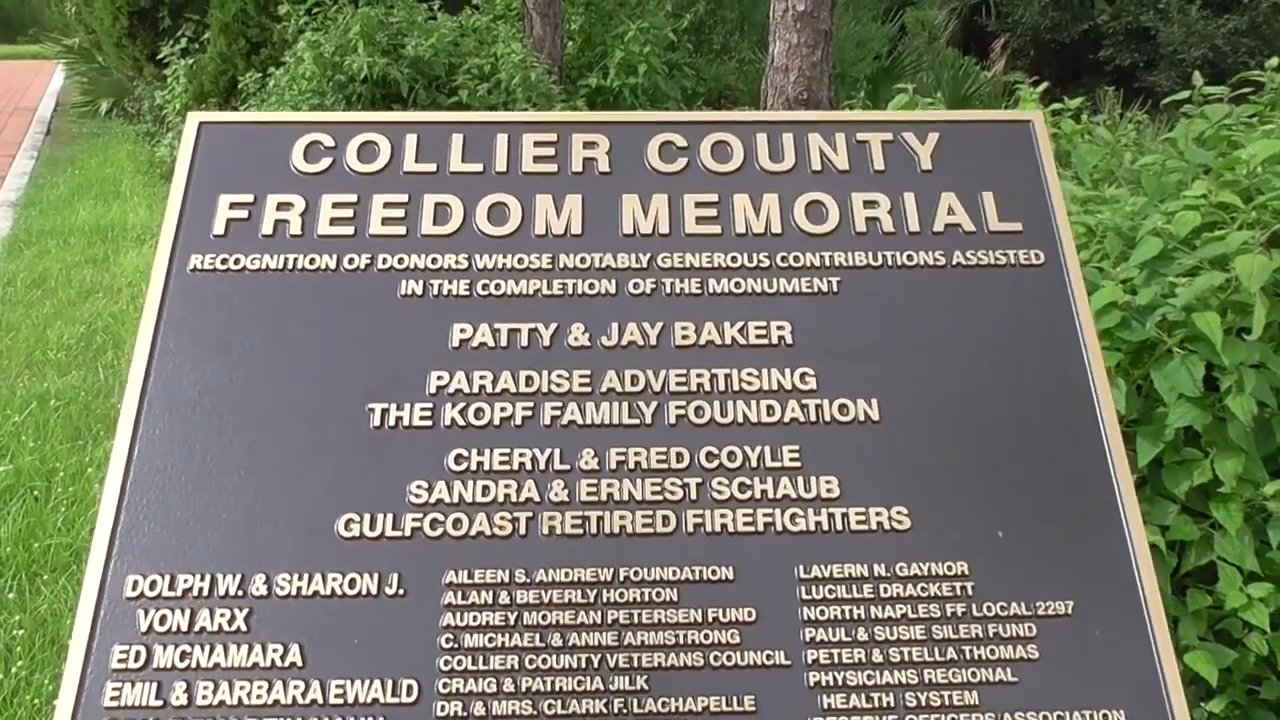 COLLIER COUNTY
FREEDOM MEMORIAL
RECOGNITION OF DONORS WHOSE NOTABLY GENEROUS CONTRIBUTIONS ASSISTED
IN THE COMPLETION OF THE MONUMENT
PATTY & JAY BAKER
PARADISE ADVERTISING
THE KOPF FAMILY FOUNDATION
CHERYL & FRED COYLE
SANDRA & ERNEST SCHAUB
GULFCOAST RETIRED FIREFIGHTERS
DOLPH W. & SHARON J.
VON ARX
ED MCNAMARA
EMIL & BARBARA EWALD
AILEEN S. ANDREW FOUNDATION
ALAN & BEVERLY HORTON
AUDREY MOREAN PETERSEN FUND
C. MICHAEL & ANNE ARMSTRONG
COLLIER COUNTY VETERANS COUNCIL
CRAIG & PATRICIA JILK
DR. & MRS. CLARK F. LACHAPELLE
LAVERN N. GAYNOR
LUCILLE DRACKETT
NORTH NAPLES FF LOCAL 2297
PAUL & SUSIE SILER FUND
PETER & STELLA THOMAS
PHYSICIANS REGIONAL
HEALTH SYSTEM
RESERVE OFFICERS ASSOCIATION